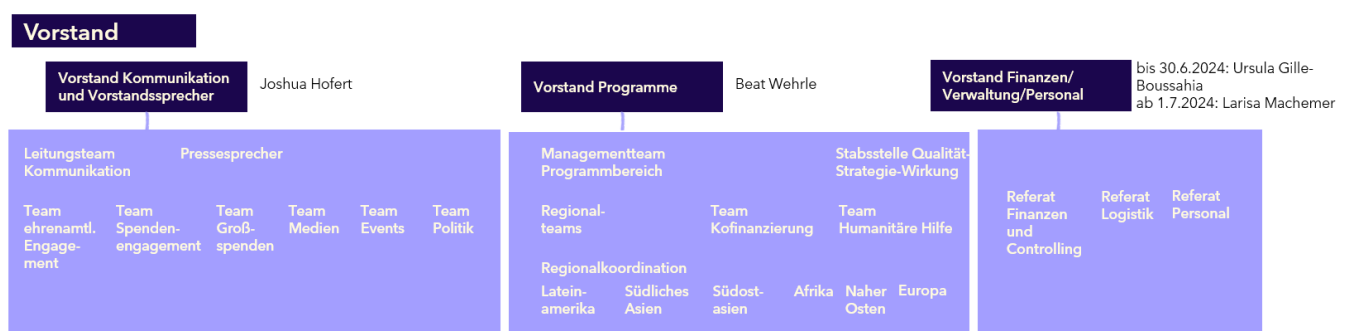 Vorstand
Vorstand Kommunikation
und Vorstandssprecher
Joshua Hofert
Leitungsteam
Kommunikation
Pressesprecher
Team
ehrenamtl.
Engage-
ment
Team
Spenden-
engagement
Team
Groß-
spenden
Team
Medien
Team
Events
Team
Politik
Vorstand Programme
Beat Wehrle
Managementteam
Programmbereich
Stabsstelle Qualität-
Strategie-Wirkung
Regional-
teams
Team
Kofinanzierung
Team
Humanitäre Hilfe
Regionalkoordination
Latein-
amerika
Südliches
Asien
Südost-
asien
Afrika
Naher
Osten
Europa
Vorstand Finanzen/
Verwaltung/Personal
bis 30.6.2024: Ursula Gille-
Boussahia
ab 1.7.2024: Larisa Machemer
Referat
Finanzen
und
Controlling
Referat
Logistik
Referat
Personal